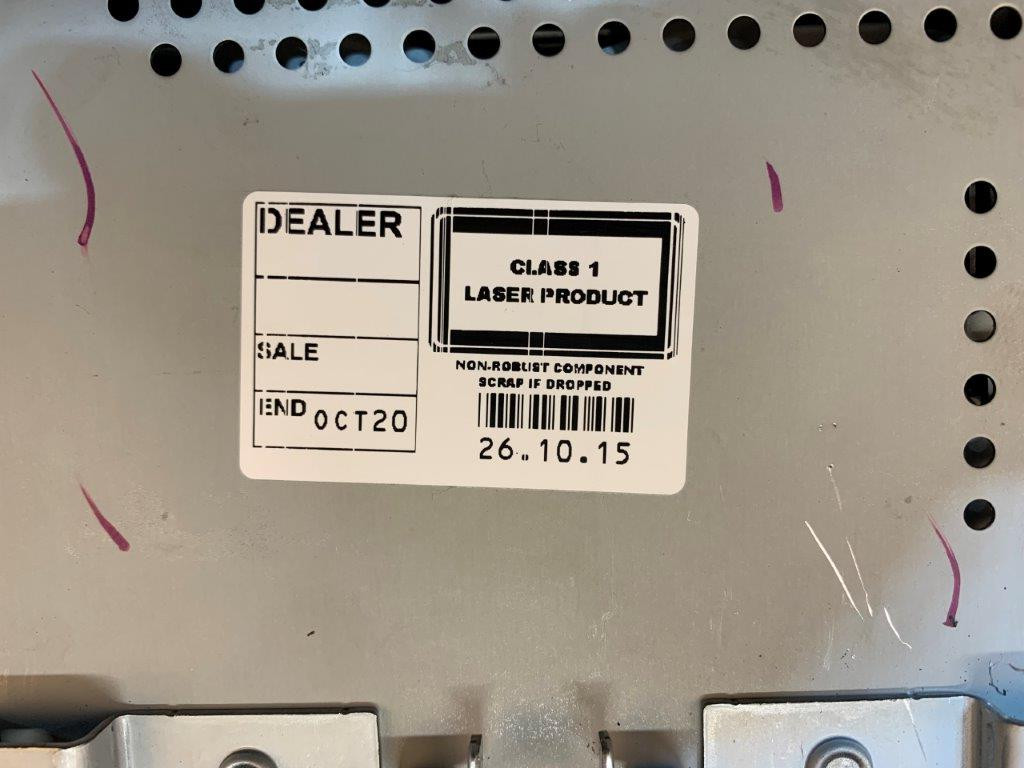 DEALER
SALE
END OCT20
CLASS 1
LASER PRODUCT
NON-ROBUST COMPONENT
SCRAP IF DROPPED
26.10.15